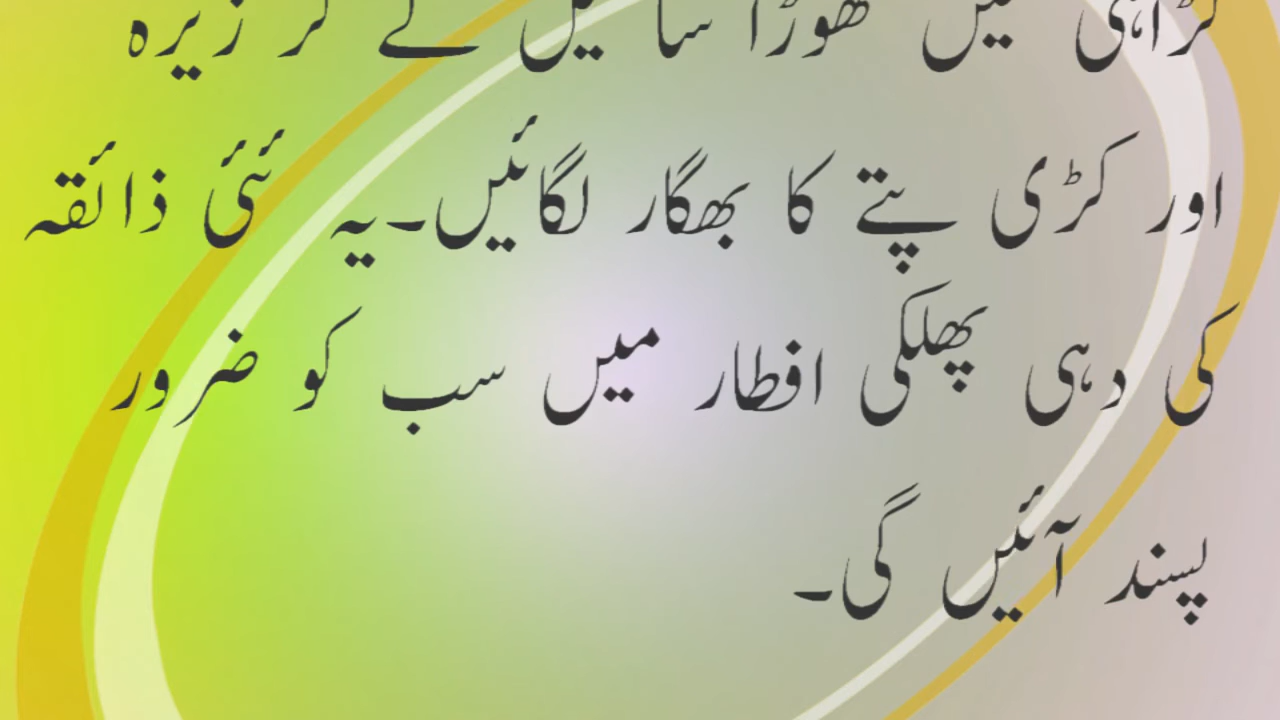 کڑاہی میں تھوڑا سا تیل لے کر زیرہ
اور کڑی پتے کا بھگار لگائیں۔یہ نئی ذائقہ
کی دہی پھلکی افطار میں سب کو ضرور
پسند آئیں گی۔